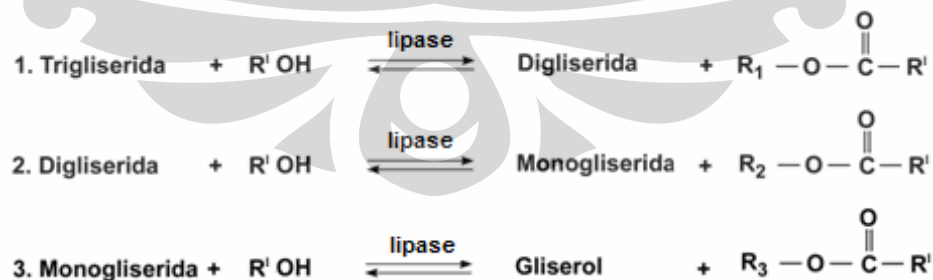 lipase
1. Trigliserida + R' OH ⇌ Digliserida + R₁ —O— C — R'
O
||
lipase
2. Digliserida + R' OH ⇌ Monogliserida + R₂ —O— C — R'
O
||
lipase
3. Monogliserida + R' OH ⇌ Gliserol + R₃ —O— C — R'
O
||